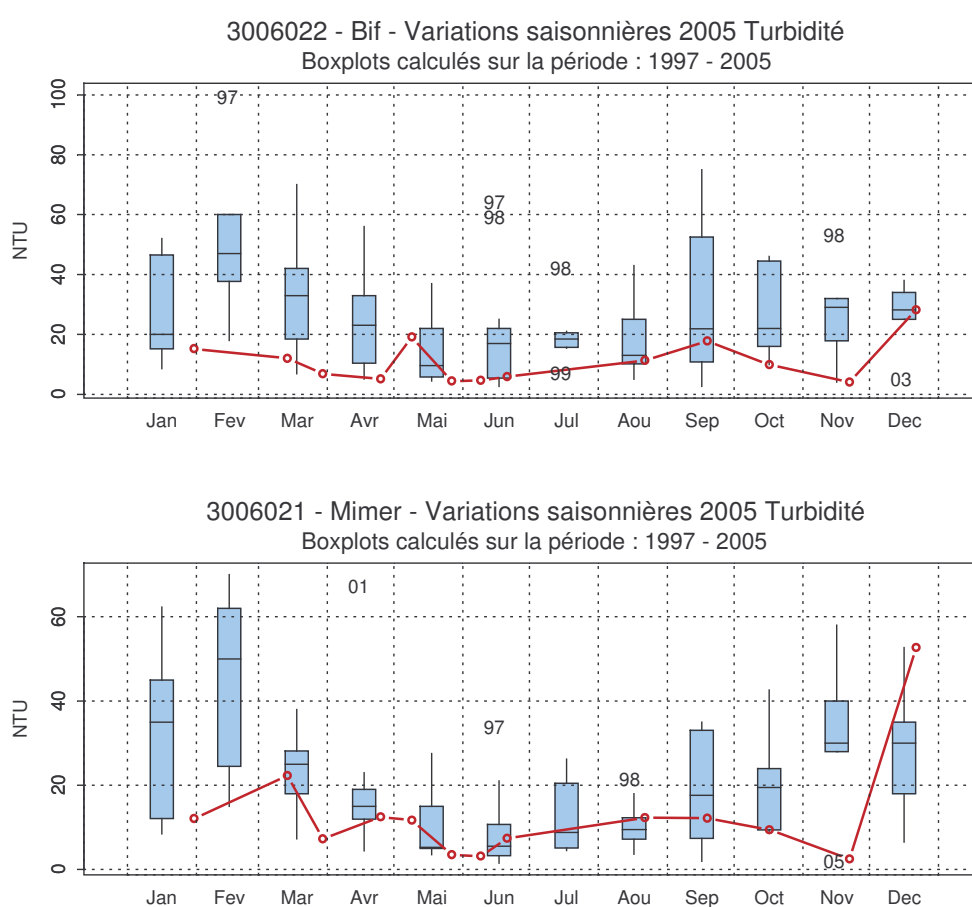 3006022 - Bif - Variations saisonnières 2005 Turbidité
Boxplots calculés sur la période : 1997 - 2005
100
80
60
40
20
0
NTU
97
97
98
98
99
98
03
Jan Fev Mar Avr Mai Jun Jul Aou Sep Oct Nov Dec
3006021 - Mimer - Variations saisonnières 2005 Turbidité
Boxplots calculés sur la période : 1997 - 2005
60
40
20
0
NTU
01
97
98
05
Jan Fev Mar Avr Mai Jun Jul Aou Sep Oct Nov Dec